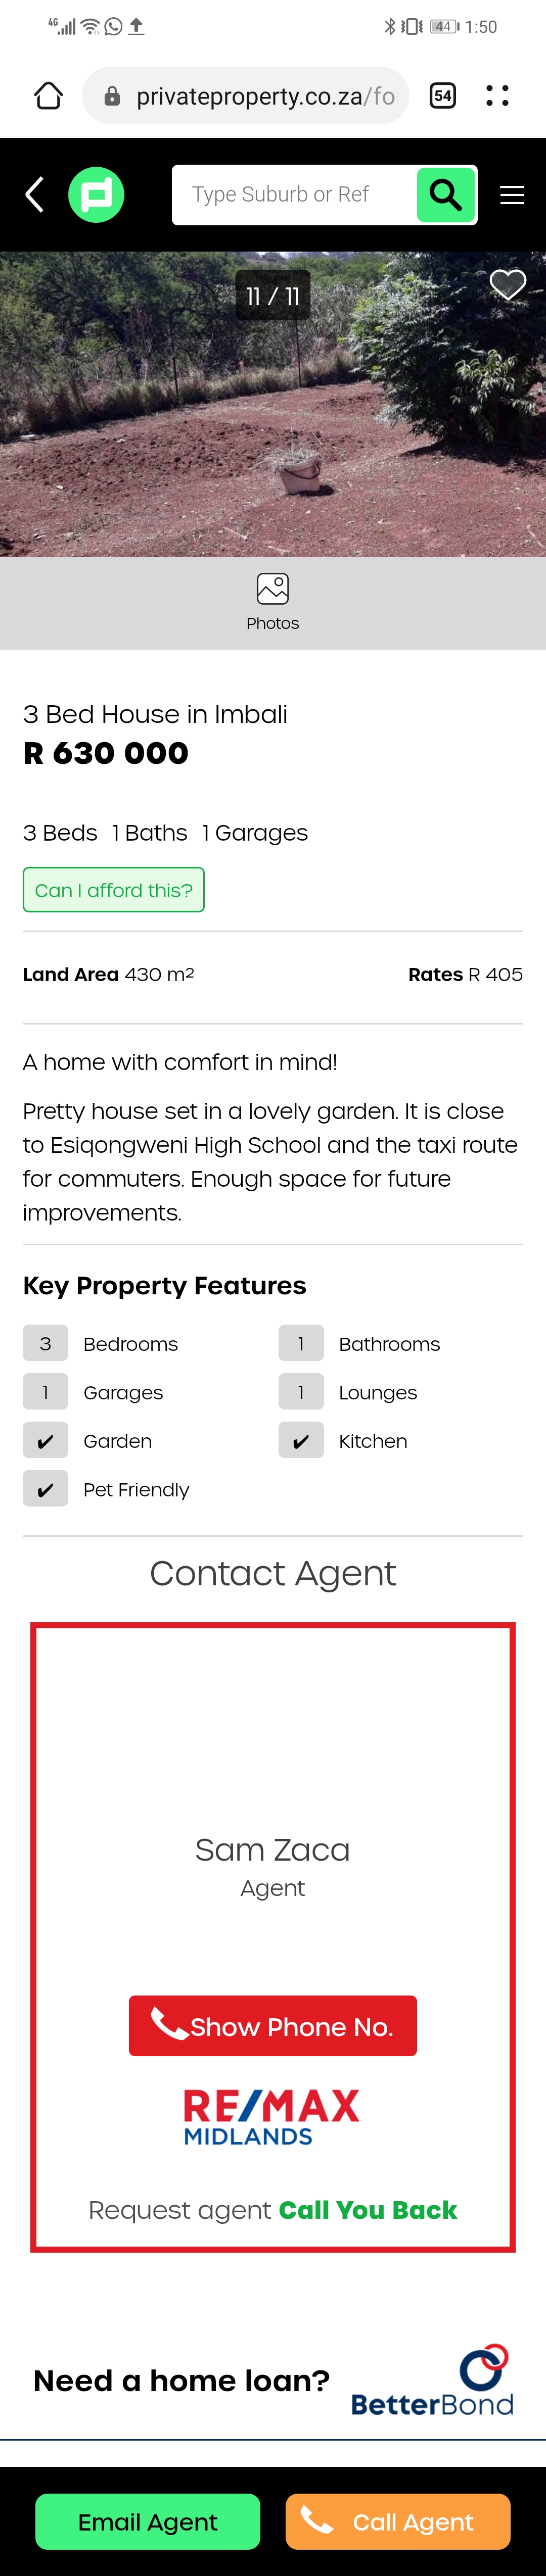 4G 44 1:50
privateproperty.co.za/fo
54
Type Suburb or Ref
11 / 11
Photos
3 Bed House in Imbali
R 630 000
3 Beds 1 Baths 1 Garages
Can I afford this?
Land Area 430 m² Rates R 405
A home with comfort in mind!
Pretty house set in a lovely garden. It is close
to Esiqongweni High School and the taxi route
for commuters. Enough space for future
improvements.
Key Property Features
3 Bedrooms 1 Bathrooms
1 Garages 1 Lounges
✔ Garden ✔ Kitchen
✔ Pet Friendly
Contact Agent
Sam Zaca
Agent
Show Phone No.
RE/MAX
MIDLANDS
Request agent Call You Back
Need a home loan?
BetterBond
Email Agent Call Agent